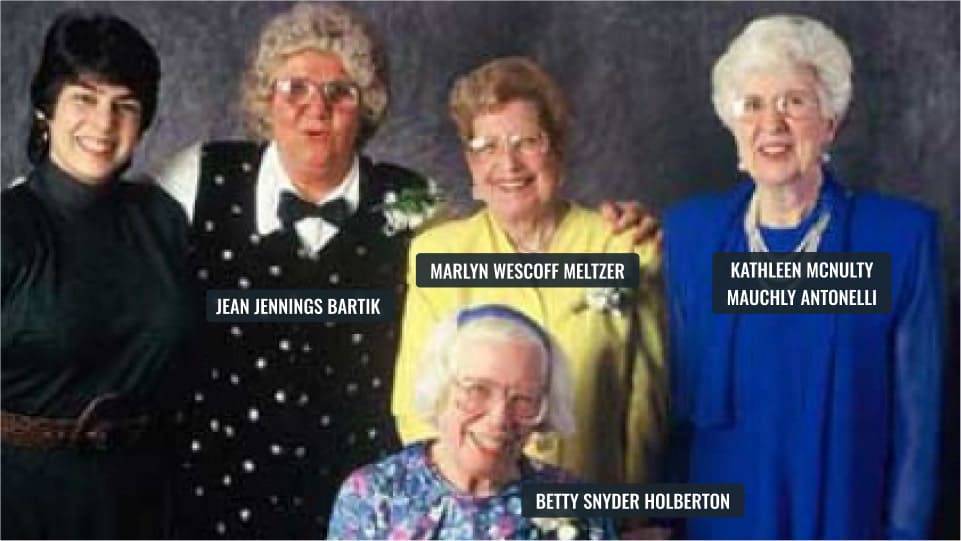 MARLYN WESCOFF MELTZER
KATHLEEN MCNULTY
MAUCHLY ANTONELLI
JEAN JENNINGS BARTIK
BETTY SNYDER HOLBERTON